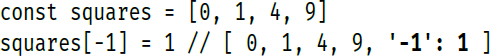 const squares = [0, 1, 4, 9]
squares[-1] = 1 // [ 0, 1, 4, 9, '-1': 1 ]